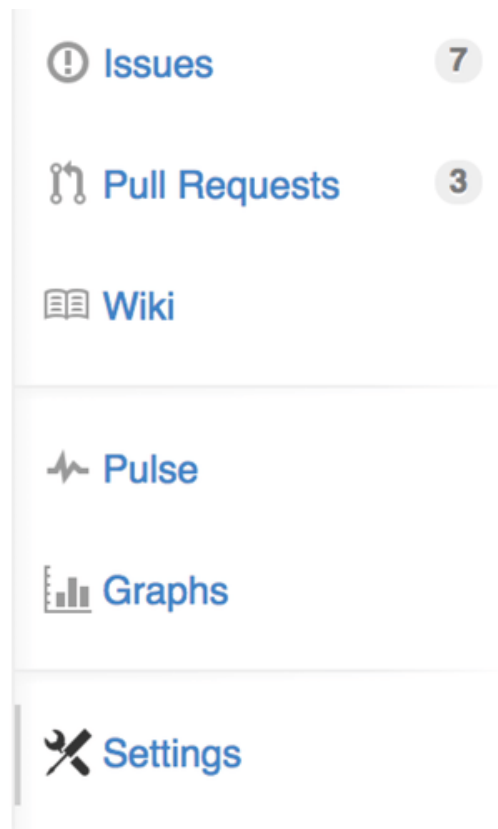 Issues 7
Pull Requests 3
Wiki
Pulse
Graphs
Settings